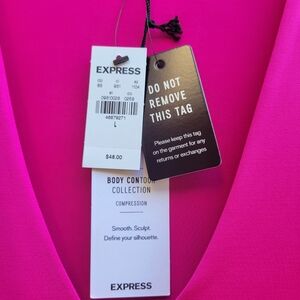 EXPRESS
46979271
L
$48.00
DO NOT
REMOVE
THIS TAG
Please keep this tag
on the garment for any
returns or exchanges
BODY CONTOUR
COLLECTION
COMPRESSION
Smooth. Sculpt.
Define your silhouette.
EXPRESS